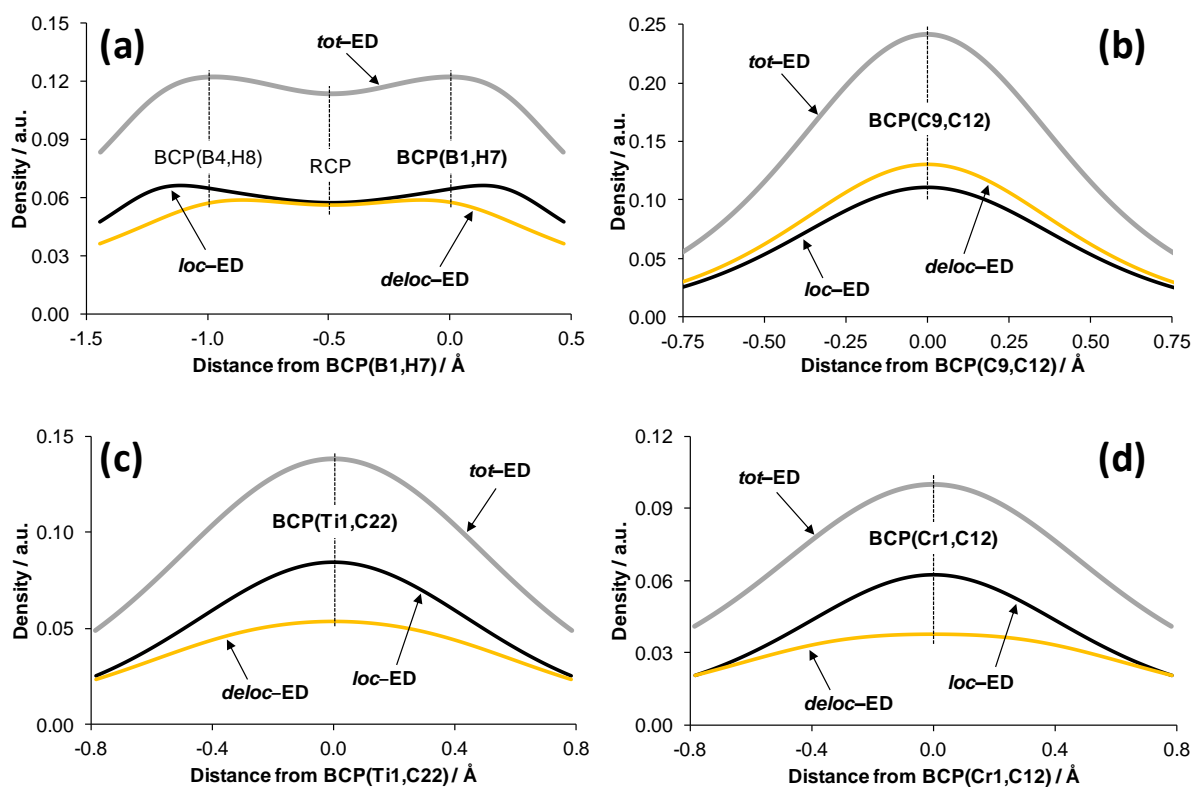 (a)
0.15
0.12
0.09
0.06
0.03
0.00
Density / a.u.
tot–ED
BCP(B4,H8)
RCP
BCP(B1,H7)
loc–ED
deloc–ED
-1.5 -1.0 -0.5 0.0 0.5
Distance from BCP(B1,H7) / Å
(b)
0.25
0.20
0.15
0.10
0.05
0.00
Density / a.u.
tot–ED
BCP(C9,C12)
deloc–ED
loc–ED
-0.75 -0.50 -0.25 0.00 0.25 0.50 0.75
Distance from BCP(C9,C12) / Å
(c)
0.15
0.10
0.05
0.00
Density / a.u.
tot–ED
BCP(Ti1,C22)
deloc–ED
loc–ED
-0.8 -0.4 0.0 0.4 0.8
Distance from BCP(Ti1,C22) / Å
(d)
0.12
0.09
0.06
0.03
0.00
Density / a.u.
tot–ED
BCP(Cr1,C12)
deloc–ED
loc–ED
-0.8 -0.4 0.0 0.4 0.8
Distance from BCP(Cr1,C12) / Å